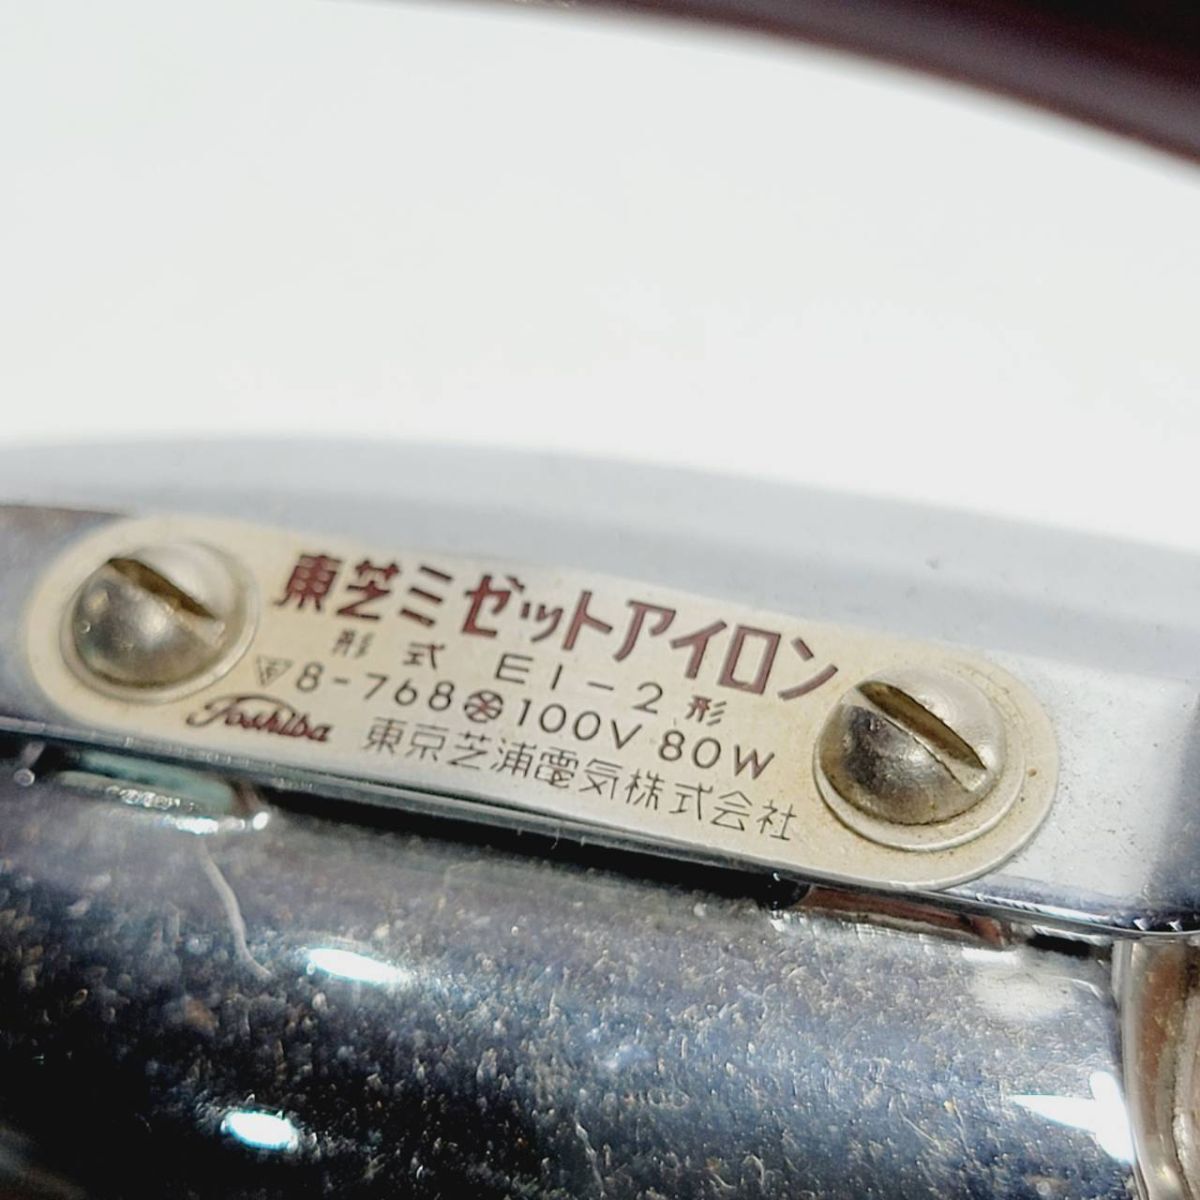 東芝ミゼットアイロン
形式 EI-2形
8-768 100V 80W
Toshiba 東京芝浦電気株式会社